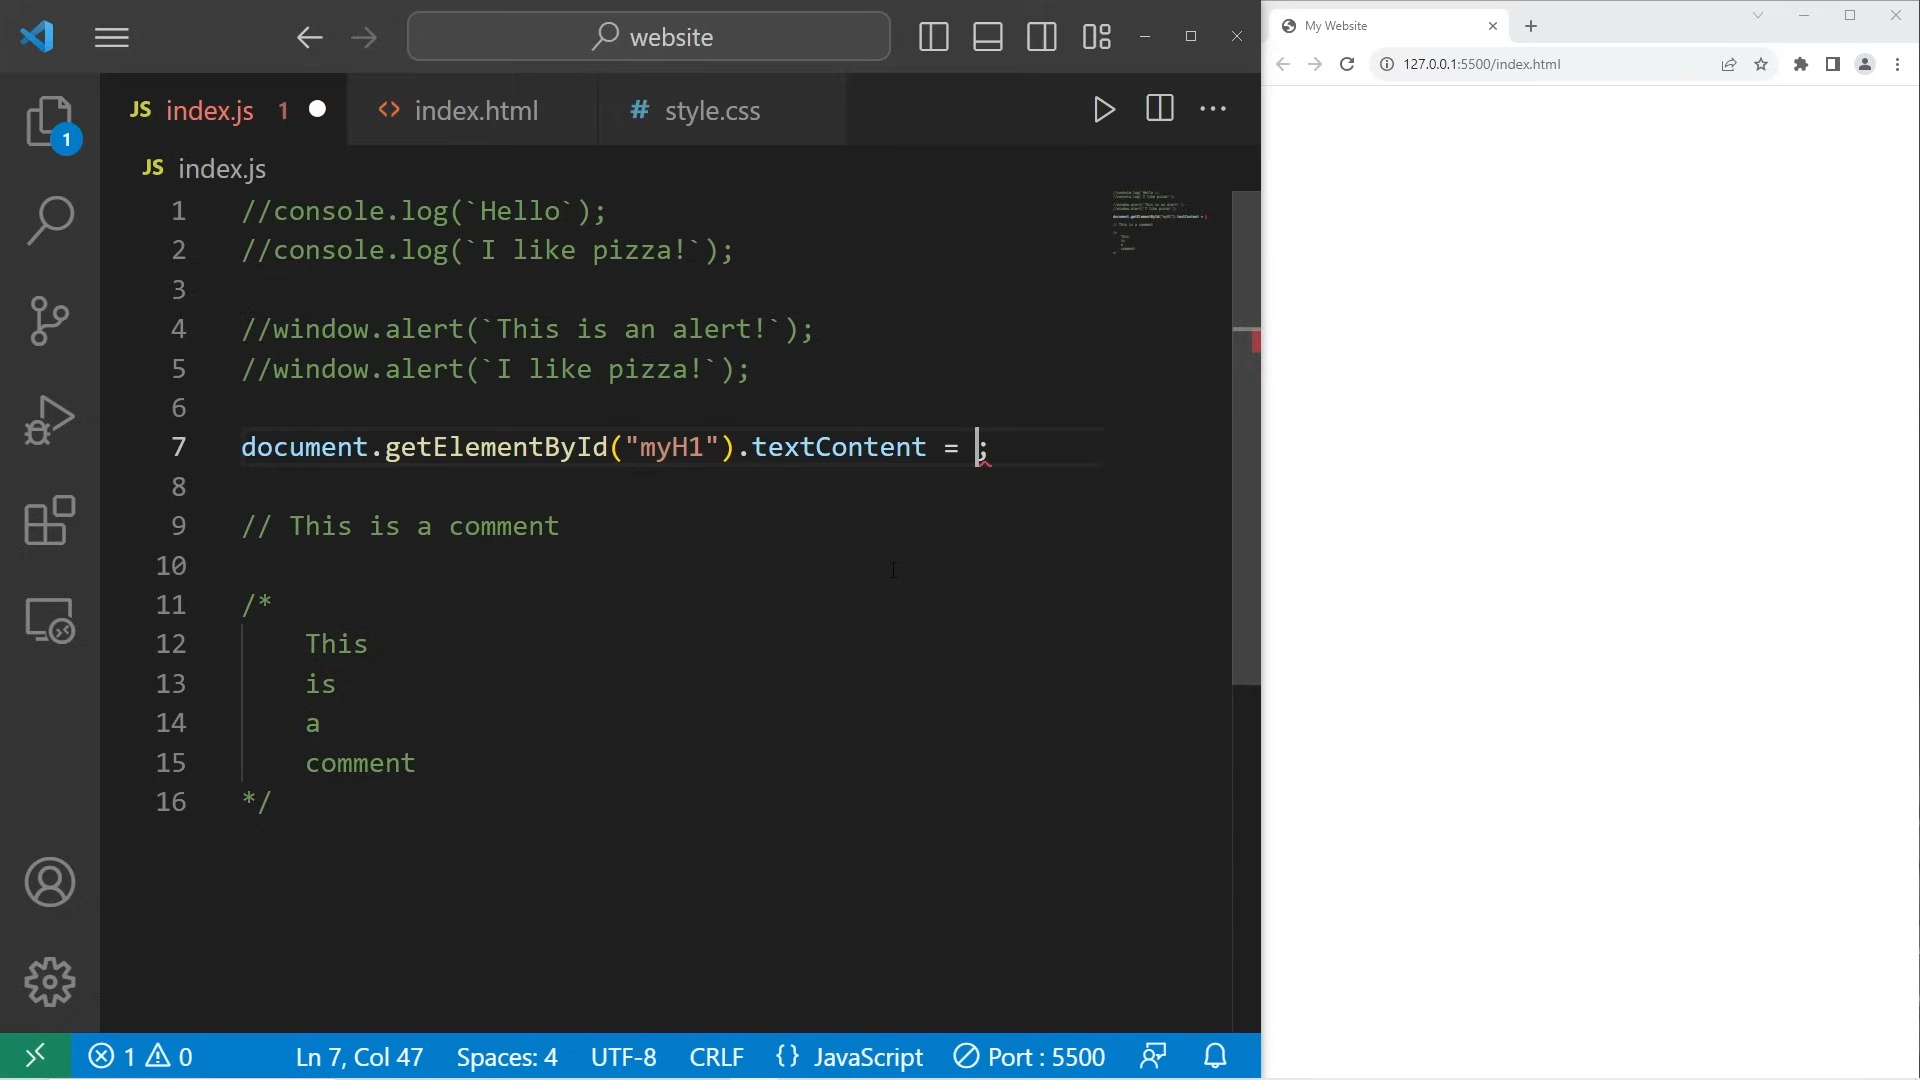 website
My Website
127.0.0.1:5500/index.html
JS index.js 1
<> index.html
# style.css
JS index.js
1 //console.log(`Hello`);
2 //console.log(`I like pizza!`);
3
4 //window.alert(`This is an alert!`);
5 //window.alert(`I like pizza!`);
6
7 document.getElementById("myH1").textContent = ;
8
9 // This is a comment
10
11 /*
12 This
13 is
14 a
15 comment
16 */
1
1 0
Ln 7, Col 47
Spaces: 4
UTF-8
CRLF
{} JavaScript
Port : 5500